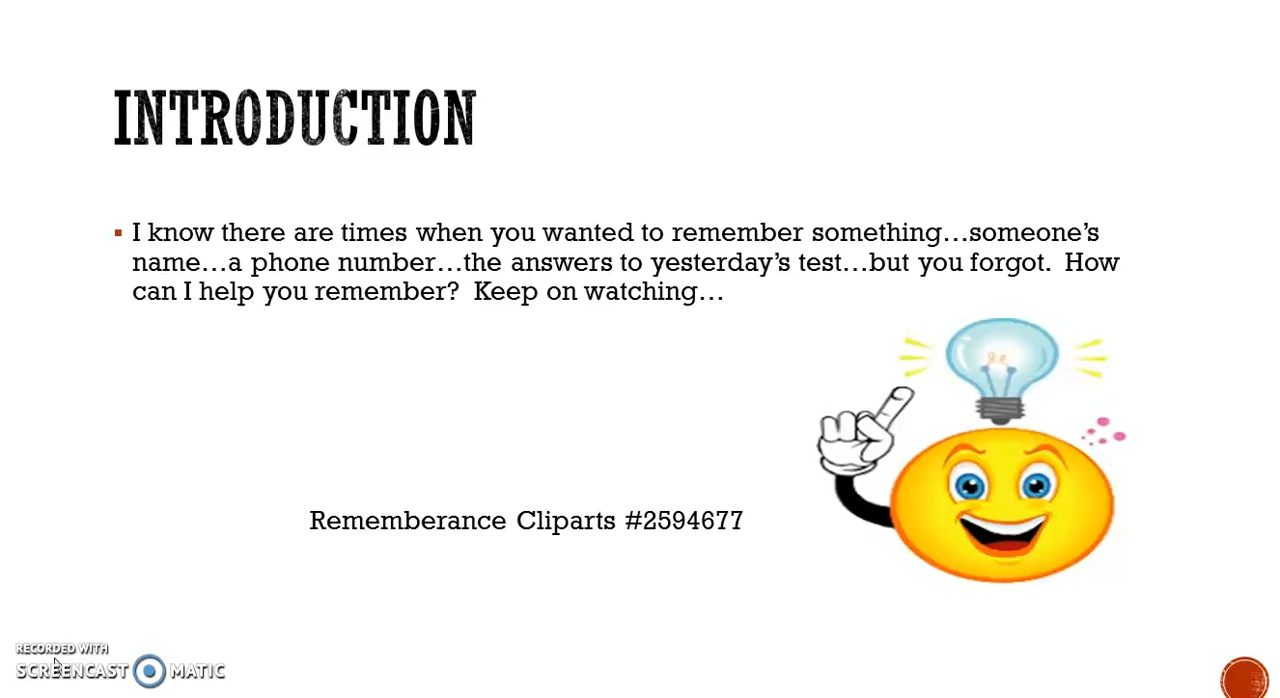 INTRODUCTION
▪ I know there are times when you wanted to remember something…someone’s
name…a phone number…the answers to yesterday’s test…but you forgot.  How
can I help you remember?  Keep on watching…
Rememberance Cliparts #2594677
RECORDED WITH
SCREENCAST MATIC